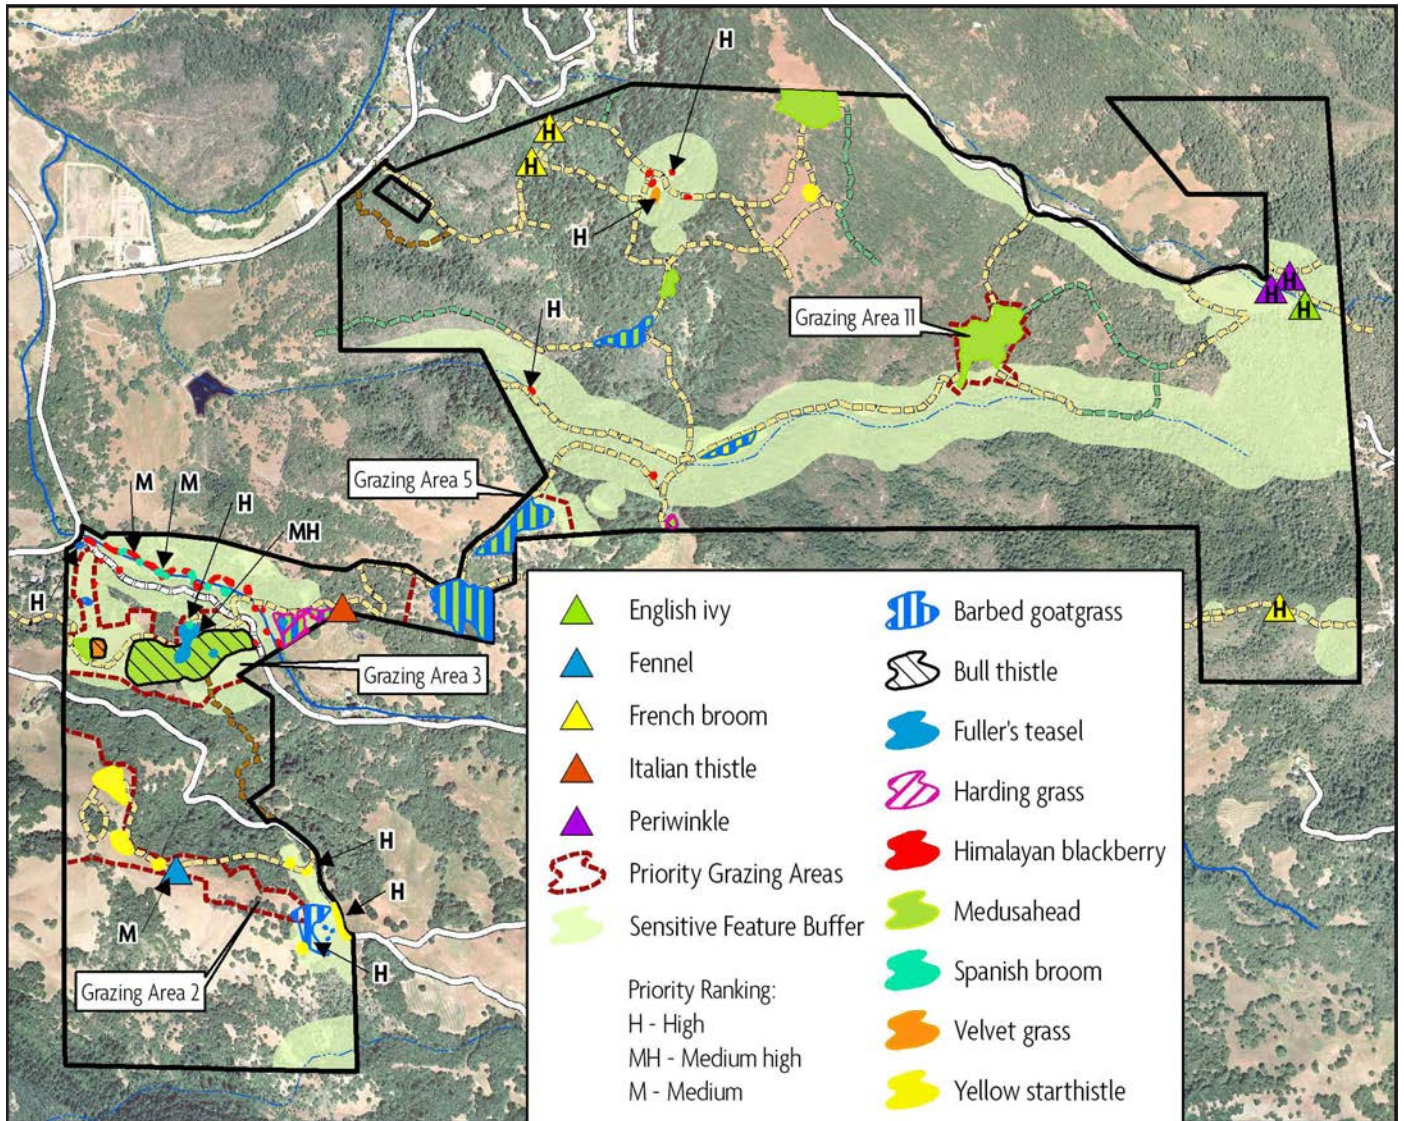 H
H
H
H
H
Grazing Area 11
H
H
H
Grazing Area 5
M
M
H
MH
H
Grazing Area 3
H
H
H
M
H
Grazing Area 2
English ivy
Fennel
French broom
Italian thistle
Periwinkle
Priority Grazing Areas
Sensitive Feature Buffer
Priority Ranking:
H - High
MH - Medium high
M - Medium
Barbed goatgrass
Bull thistle
Fuller's teasel
Harding grass
Himalayan blackberry
Medusahead
Spanish broom
Velvet grass
Yellow starthistle